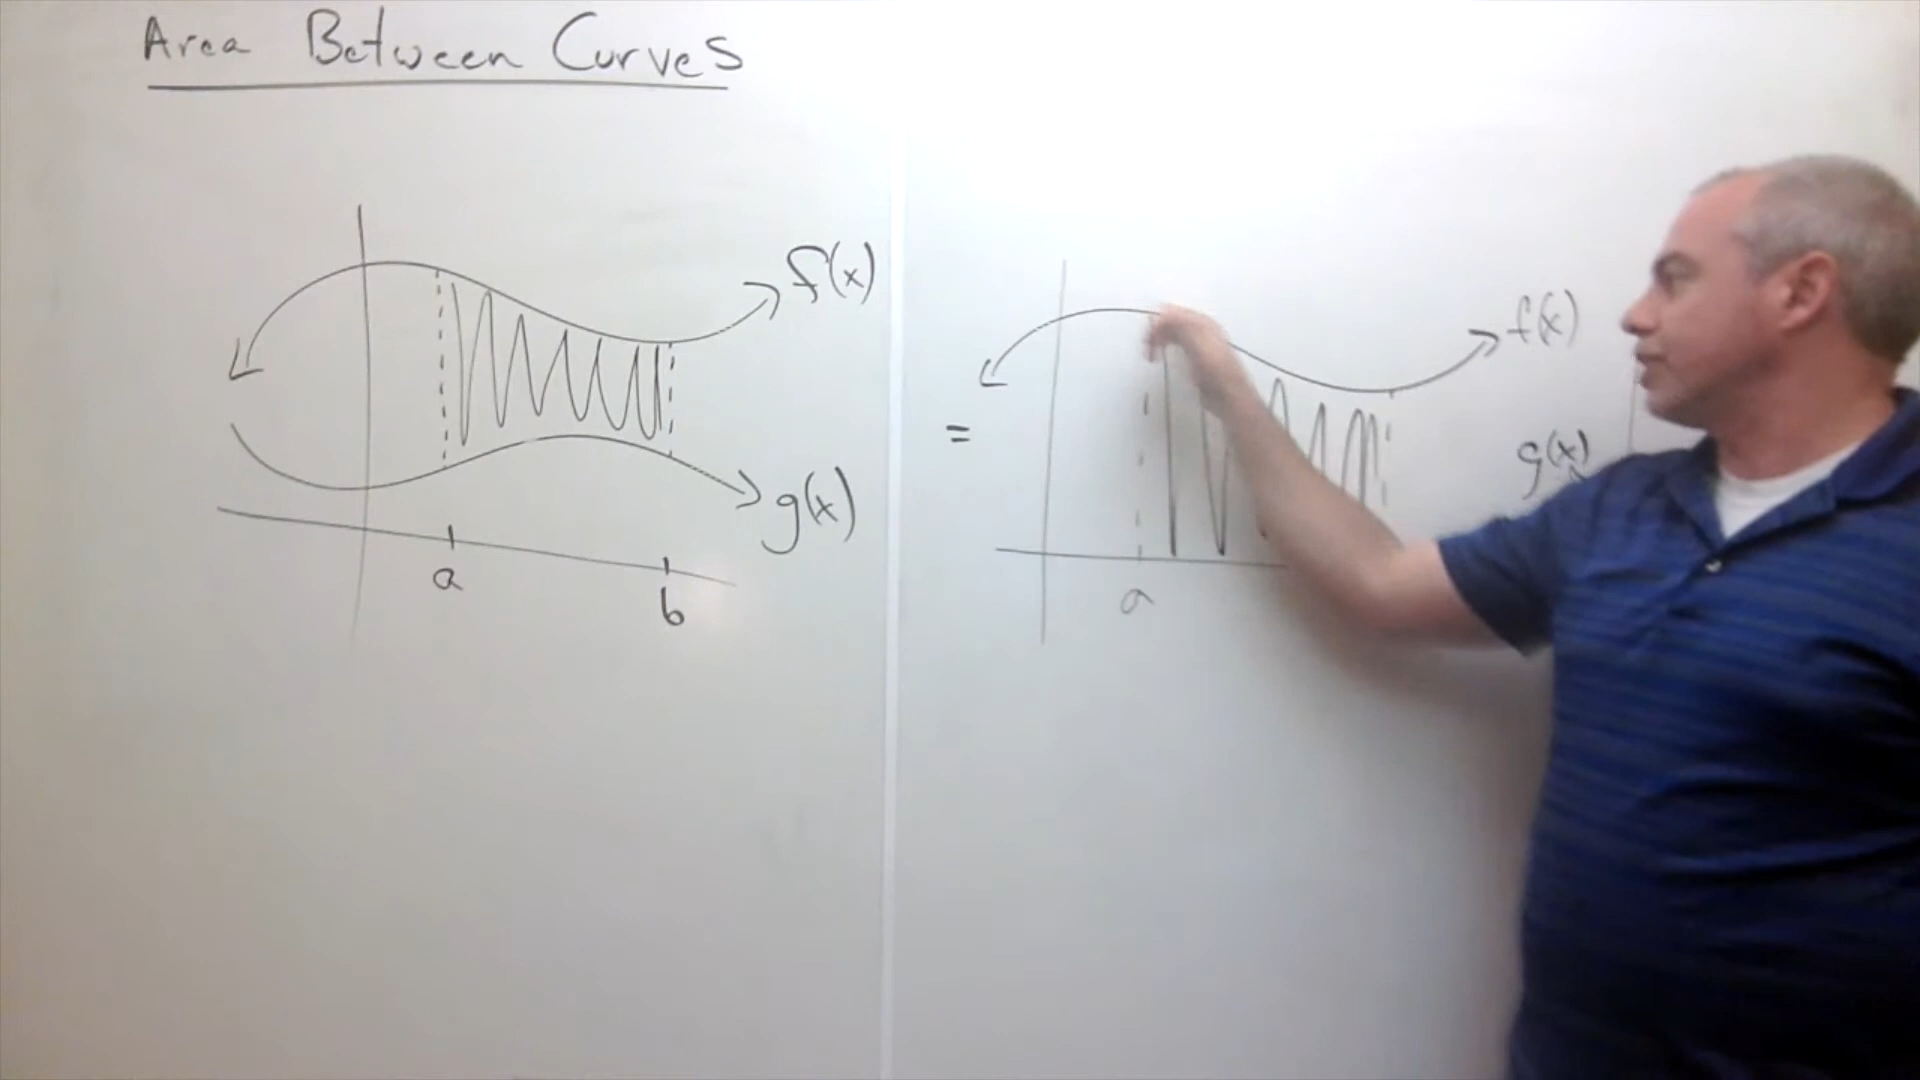 Area Between Curves
f(x)
g(x)
a
b
=
f(x)
g(x)
a